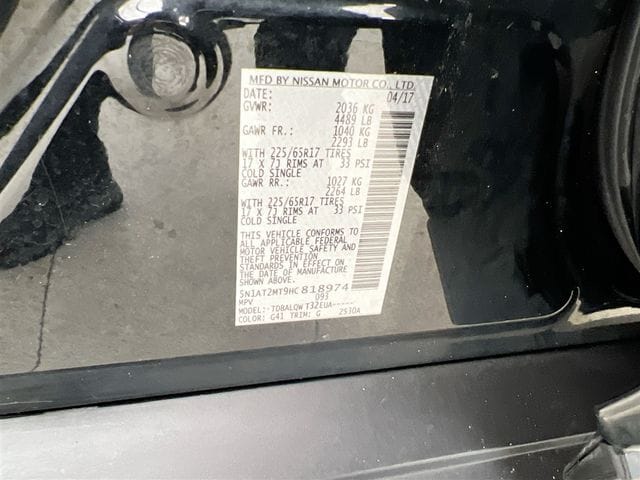 MFD BY NISSAN MOTOR CO., LTD.
DATE: 04/17
GVWR: 2036 KG
4489 LB
GAWR FR.: 1040 KG
2293 LB
WITH 225/65R17 TIRES
17 X 7J RIMS AT 33 PSI
COLD SINGLE
GAWR RR.: 1027 KG
2264 LB
WITH 225/65R17 TIRES
17 X 7J RIMS AT 33 PSI
COLD SINGLE
THIS VEHICLE CONFORMS TO
ALL APPLICABLE FEDERAL
MOTOR VEHICLE SAFETY AND
THEFT PREVENTION
STANDARDS IN EFFECT ON
THE DATE OF MANUFACTURE
SHOWN ABOVE.
5N1AT2MT9HC818974
MPV 093
MODEL:-TDBALQW T32EUA-----
COLOR: G41 TRIM: G 2S30A